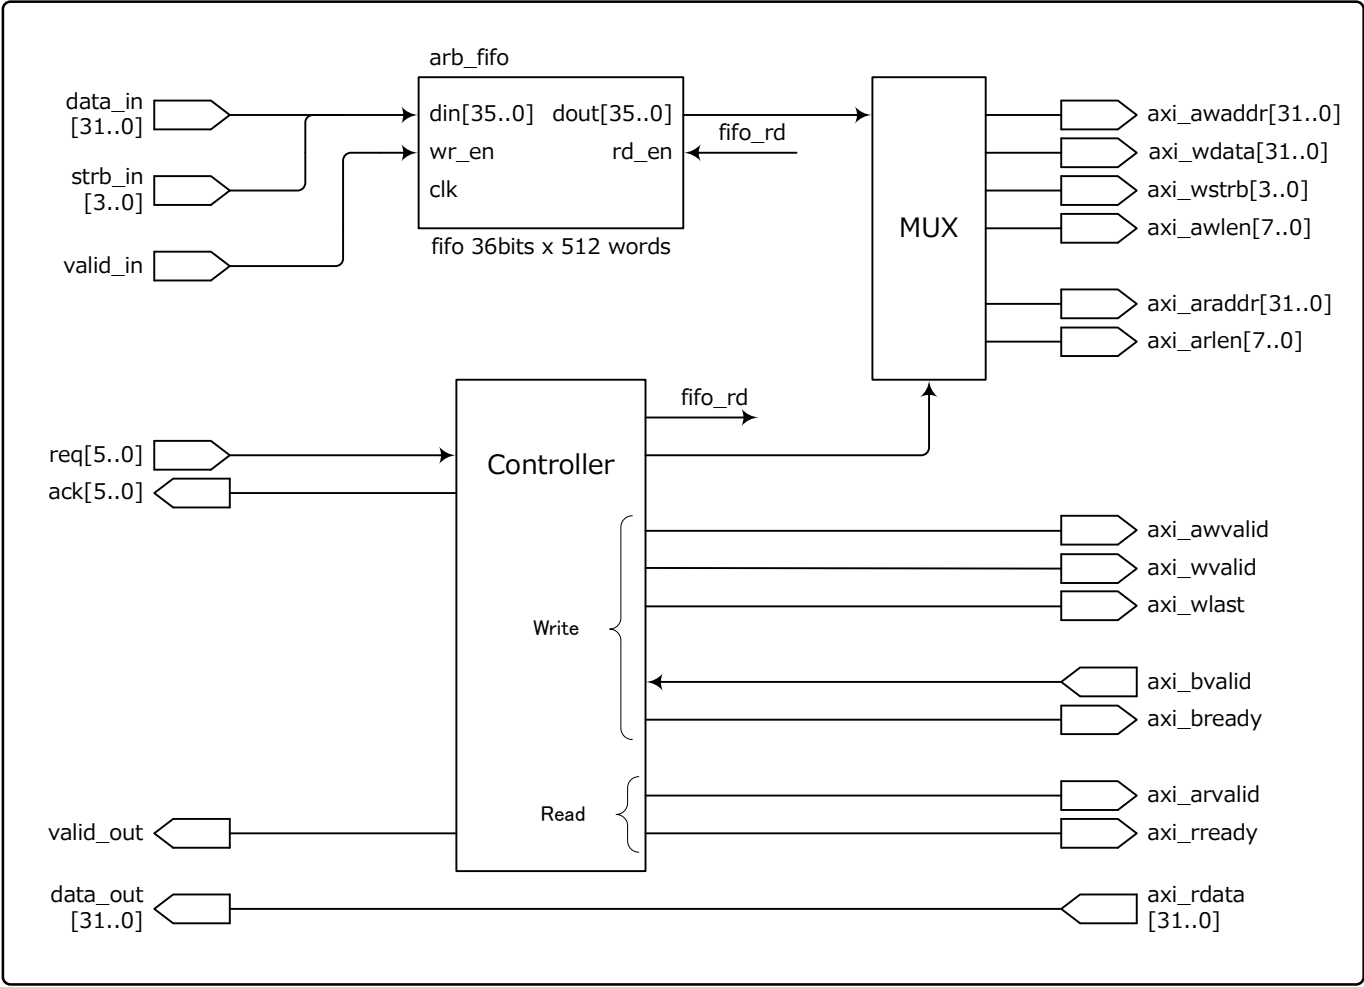 arb_fifo
data_in
[31..0]
din[35..0]
dout[35..0]
axi_awaddr[31..0]
fifo_rd
wr_en
rd_en
axi_wdata[31..0]
strb_in
[3..0]
clk
axi_wstrb[3..0]
MUX
axi_awlen[7..0]
fifo 36bits x 512 words
valid_in
axi_araddr[31..0]
axi_arlen[7..0]
fifo_rd
req[5..0]
Controller
ack[5..0]
axi_awvalid
axi_wvalid
axi_wlast
Write
axi_bvalid
axi_bready
axi_arvalid
Read
valid_out
axi_rready
data_out
[31..0]
axi_rdata
[31..0]